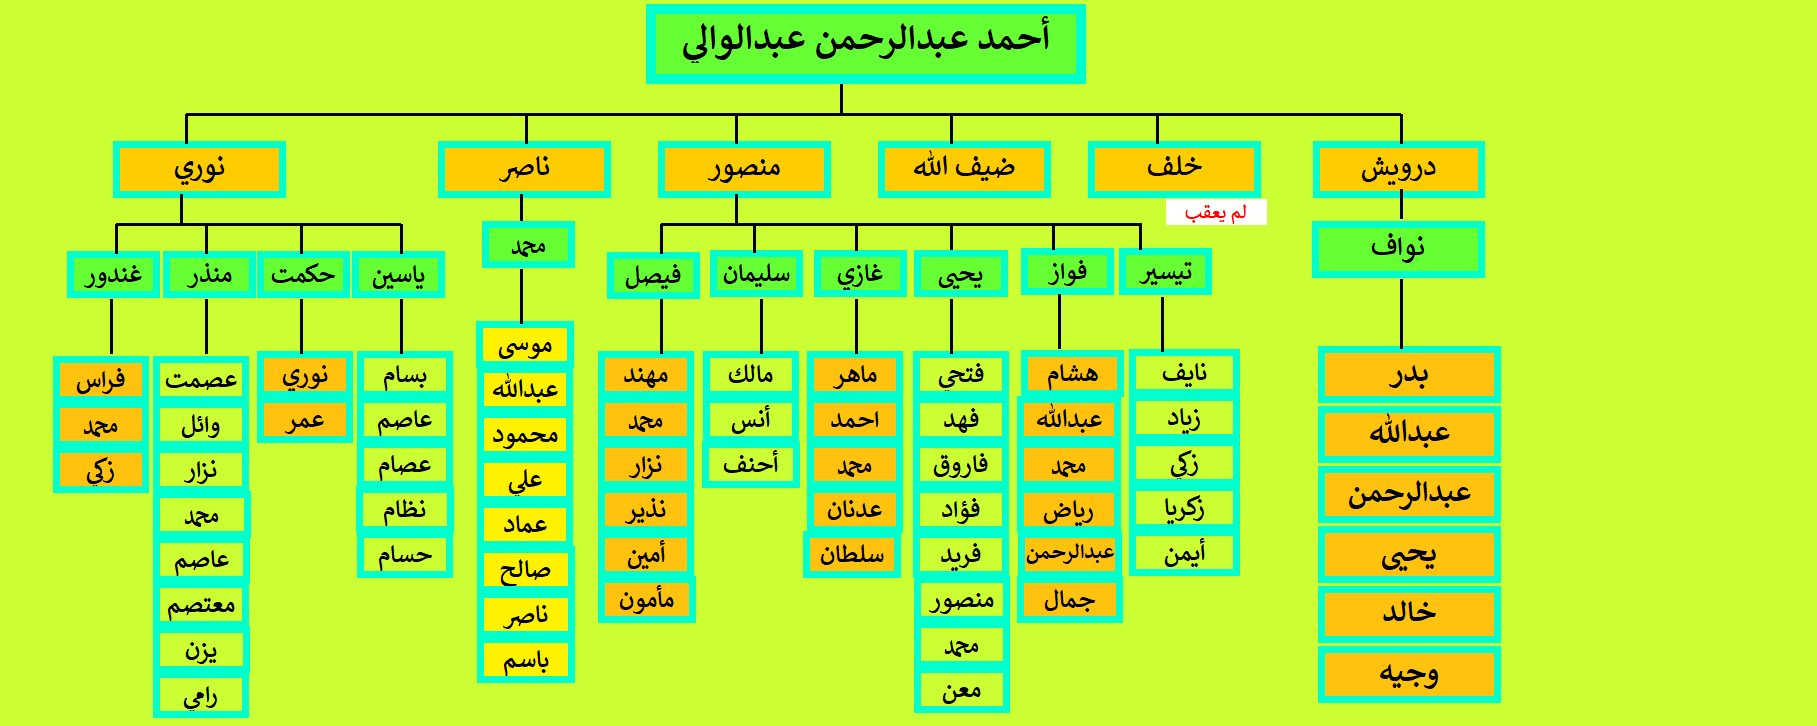 أحمد عبدالرحمن عبدالوالي
درويش
خلف
ضيف الله
منصور
ناصر
نوري
لم يعقب
نواف
محمد
تيسير
فواز
يحيى
غازي
سليمان
فيصل
ياسين
حكمت
منذر
غندور
بدر
عبدالله
عبدالرحمن
يحيى
خالد
وجيه
نايف
زياد
زكي
زكريا
أيمن
هشام
عبدالله
محمد
رياض
عبدالرحمن
جمال
فتحي
فهد
فاروق
فؤاد
فريد
منصور
محمد
معن
ماهر
احمد
محمد
عدنان
سلطان
مالك
أنس
أحنف
مهند
محمد
نزار
نذير
أمين
مأمون
موسى
عبدالله
محمود
علي
عماد
صالح
ناصر
باسم
بسام
عاصم
عصام
نظام
حسام
نوري
عمر
عصمت
وائل
نزار
محمد
عاصم
معتصم
يزن
رامي
فراس
محمد
زكي